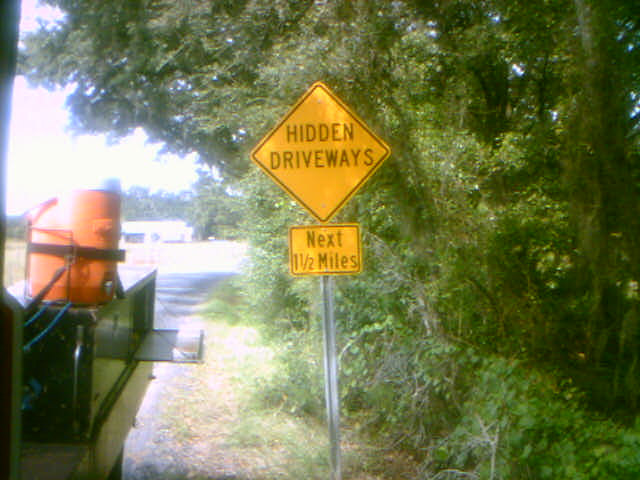 HIDDEN
DRIVEWAYS
Next
1½ Miles